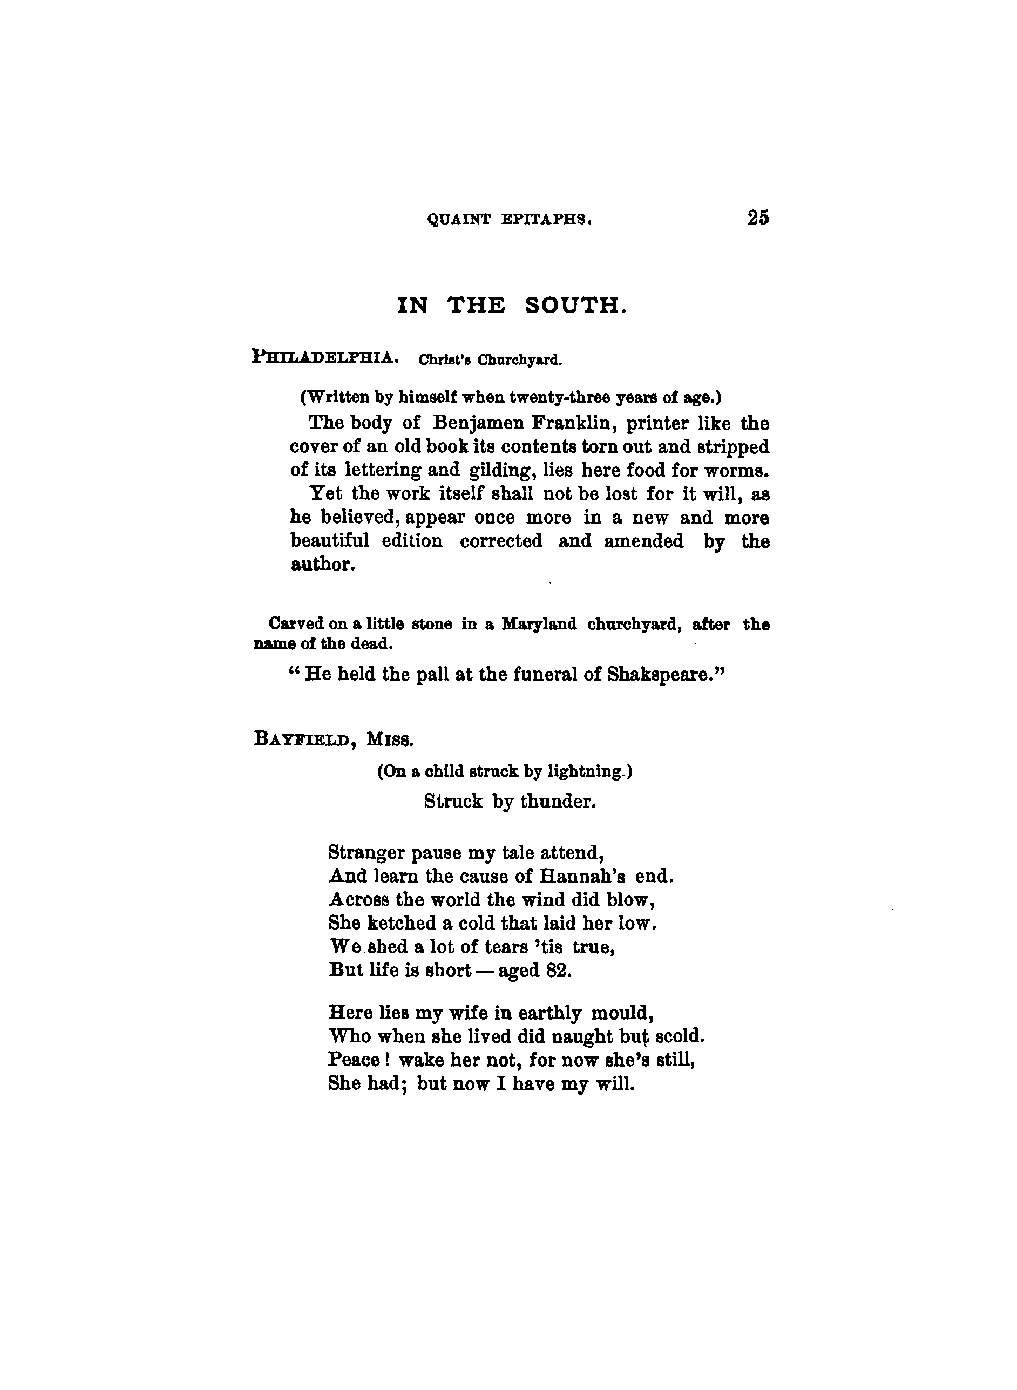 QUAINT EPITAPHS. 25
IN THE SOUTH.
PHILADELPHIA. Christ's Churchyard.
(Written by himself when twenty-three years of age.)
The body of Benjamen Franklin, printer like the
cover of an old book its contents torn out and stripped
of its lettering and gilding, lies here food for worms.
Yet the work itself shall not be lost for it will, as
he believed, appear once more in a new and more
beautiful edition corrected and amended by the
author.
Carved on a little stone in a Maryland churchyard, after the
name of the dead.
“He held the pall at the funeral of Shakspeare.”
BAYFIELD, MISS.
(On a child struck by lightning.)
Struck by thunder.
Stranger pause my tale attend,
And learn the cause of Hannah's end.
Across the world the wind did blow,
She ketched a cold that laid her low.
We shed a lot of tears 'tis true,
But life is short — aged 82.
Here lies my wife in earthly mould,
Who when she lived did naught but scold.
Peace! wake her not, for now she's still,
She had; but now I have my will.